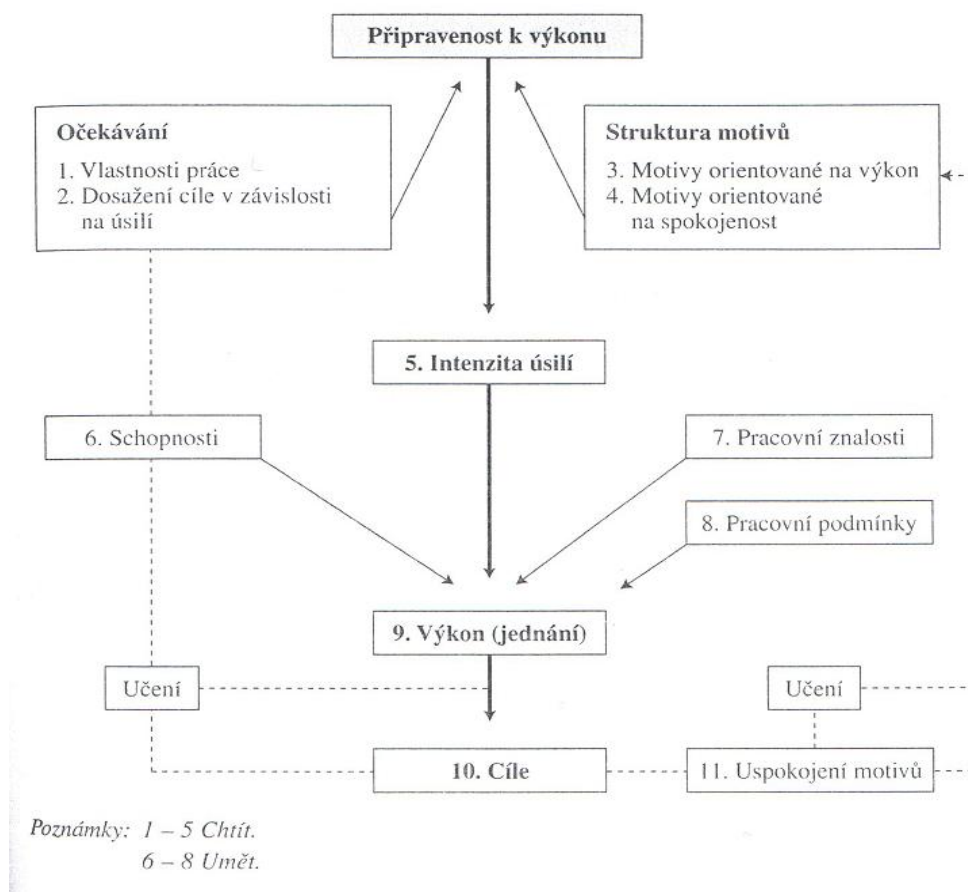 Připravenost k výkonu
Očekávání
1. Vlastnosti práce
2. Dosažení cíle v závislosti
na úsilí
Struktura motivů
3. Motivy orientované na výkon
4. Motivy orientované
na spokojenost
5. Intenzita úsilí
6. Schopnosti
7. Pracovní znalosti
8. Pracovní podmínky
9. Výkon (jednání)
Učení
Učení
10. Cíle
11. Uspokojení motivů
Poznámky: 1 – 5 Chtít.
6 – 8 Umět.